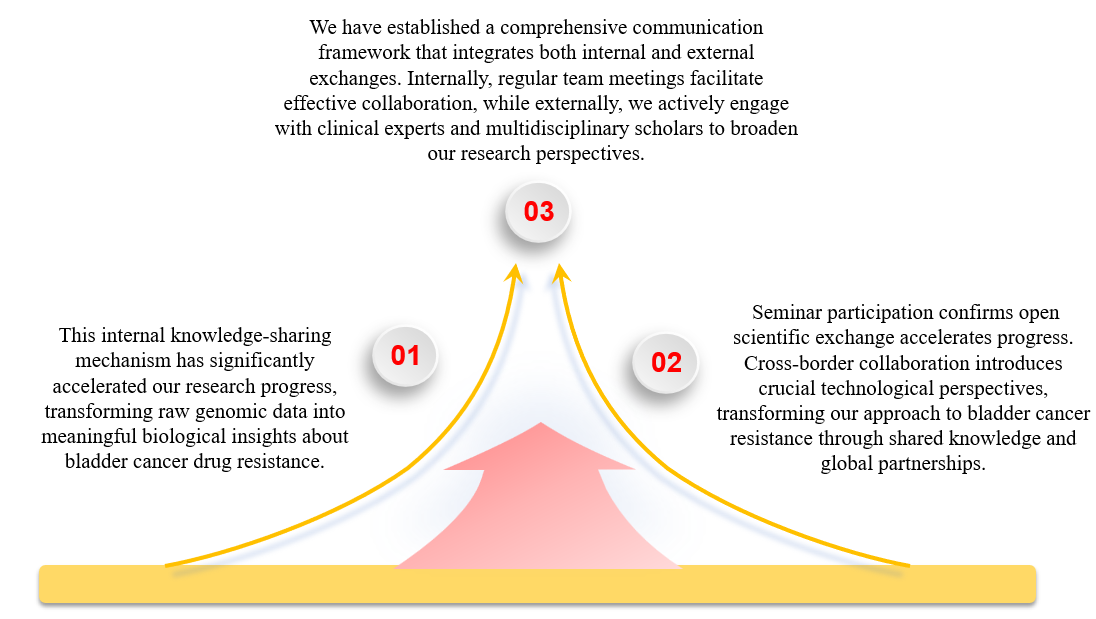 We have established a comprehensive communication
framework that integrates both internal and external
exchanges. Internally, regular team meetings facilitate
effective collaboration, while externally, we actively engage
with clinical experts and multidisciplinary scholars to broaden
our research perspectives.
03
This internal knowledge-sharing
mechanism has significantly
accelerated our research progress,
transforming raw genomic data into
meaningful biological insights about
bladder cancer drug resistance.
01
02
Seminar participation confirms open
scientific exchange accelerates progress.
Cross-border collaboration introduces
crucial technological perspectives,
transforming our approach to bladder cancer
resistance through shared knowledge and
global partnerships.